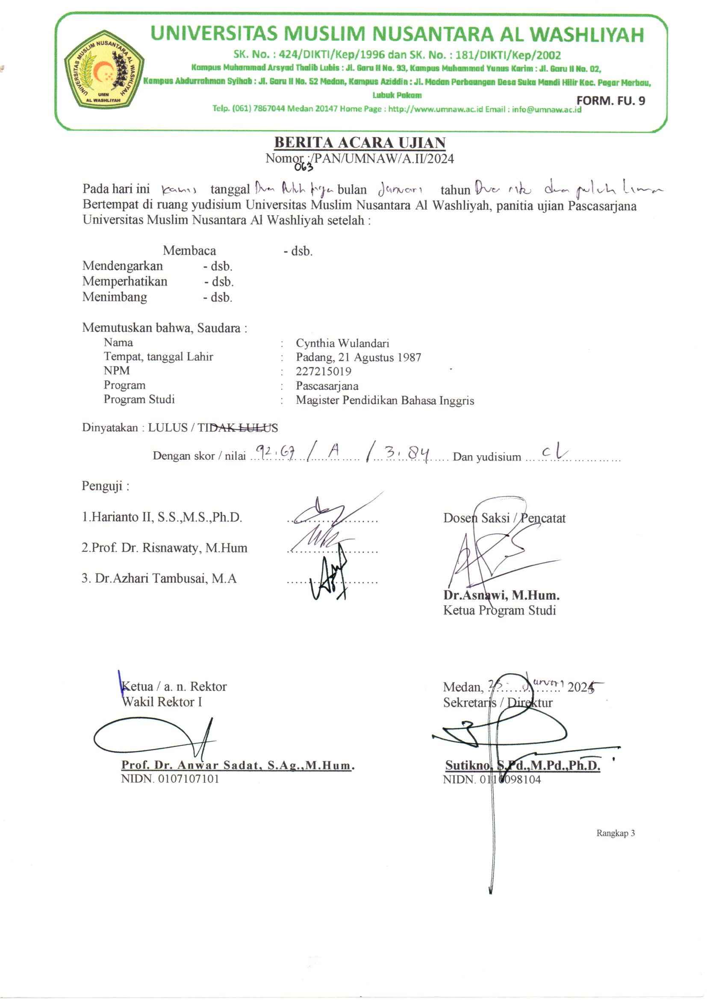 UNIVERSITAS MUSLIM NUSANTARA AL WASHLIYAH
SK. No. : 424/DIKTI/Kep/1996 dan SK. No. : 181/DIKTI/Kep/2002
Kampus Muhammad Arsyad Thalib Lubis : Jl. Garu II No. 93, Kampus Muhammad Yunus Karim : Jl. Garu II No. 02,
Kampus Abdurrahman Syihab : Jl. Garu II No. 52 Medan, Kampus Aziddin : Jl. Medan Perbaungan Desa Suka Mandi Hilir Kec. Pagar Merbau,
Lubuk Pakam
FORM. FU. 9
Telp. (061) 7867044 Medan 20147 Home Page : http://www.umnaw.ac.id Email : info@umnaw.ac.id
UNIVERSITAS MUSLIM NUSANTARA AL WASHLIYAH
UMN
AL WASHLIYAH
BERITA ACARA UJIAN
Nomor :/PAN/UMNAW/A.II/2024
063
Pada hari ini kamis tanggal Dua Puluh tiga bulan Januari tahun Dua dua puluh lima
Bertempat di ruang yudisium Universitas Muslim Nusantara Al Washliyah, panitia ujian Pascasarjana
Universitas Muslim Nusantara Al Washliyah setelah :
Membaca - dsb.
Mendengarkan - dsb.
Memperhatikan - dsb.
Menimbang - dsb.
Memutuskan bahwa, Saudara :
Nama : Cynthia Wulandari
Tempat, tanggal Lahir : Padang, 21 Agustus 1987
NPM : 227215019
Program : Pascasarjana
Program Studi : Magister Pendidikan Bahasa Inggris
Dinyatakan : LULUS / TIDAK LULUS
Dengan skor / nilai 92.67 / A / 3.84 Dan yudisium CL
Penguji :
1.Harianto II, S.S.,M.S.,Ph.D. ....................
Dosen Saksi / Pencatat
2.Prof. Dr. Risnawaty, M.Hum ....................
3. Dr.Azhari Tambusai, M.A ....................
Dr.Asnawi, M.Hum.
Ketua Program Studi
Ketua / a. n. Rektor
Wakil Rektor I
Medan, 23 Januari 2025
Sekretaris / Direktur
Prof. Dr. Anwar Sadat, S.Ag.,M.Hum.
NIDN. 0107107101
Sutikno, S.Pd.,M.Pd.,Ph.D.
NIDN. 0110098104
Rangkap 3